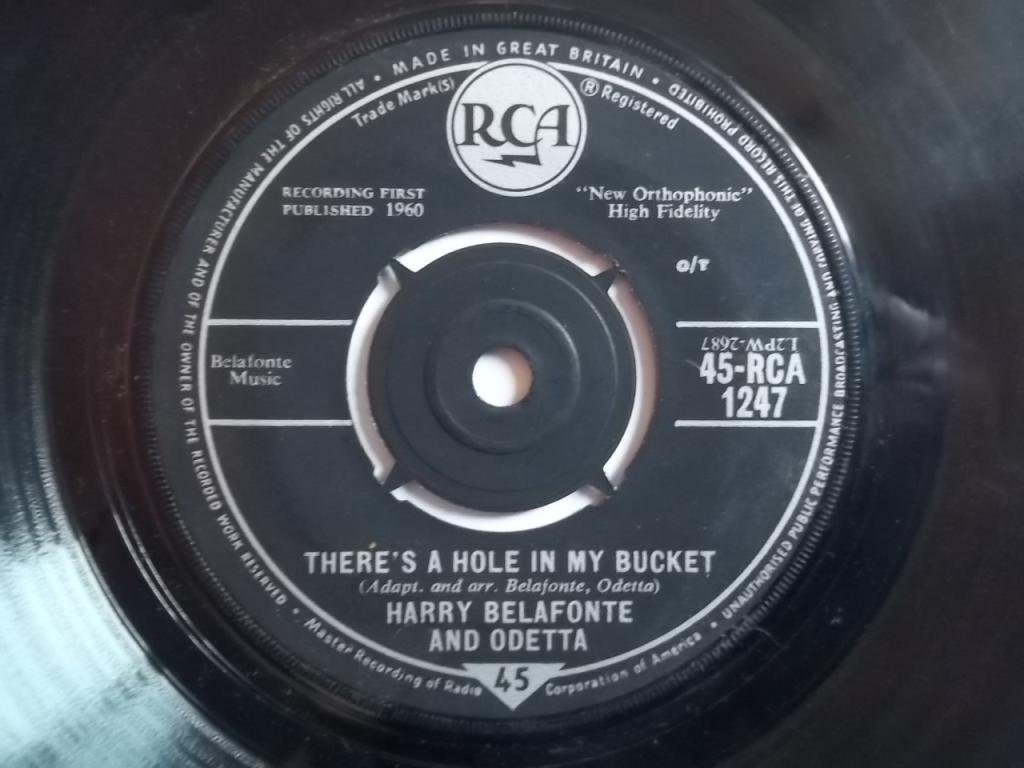 ALL RIGHTS OF THE MANUFACTURER AND OF THE OWNER OF THE RECORDED WORK RESERVED •
• MADE IN GREAT BRITAIN •
UNAUTHORISED PUBLIC PERFORMANCE BROADCASTING AND COPYING OF THIS RECORD PROHIBITED
Trade Mark(S)
RCA
® Registered
RECORDING FIRST
PUBLISHED 1960
"New Orthophonic"
High Fidelity
O/T
Belafonte
Music
L2PW-2687
45-RCA
1247
THERE'S A HOLE IN MY BUCKET
(Adapt. and arr. Belafonte, Odetta)
HARRY BELAFONTE
AND ODETTA
45
Master Recording of Radio Corporation of America •